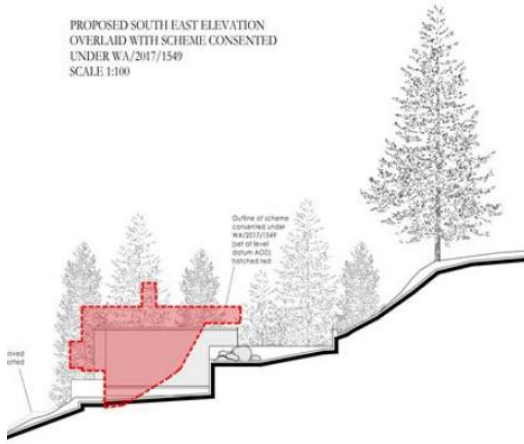 PROPOSED SOUTH EAST ELEVATION
OVERLAID WITH SCHEME CONSENTED
UNDER WA/2017/1549
SCALE 1:100
Outline of scheme
consented under
WA/2017/1549
(set at level
datum AOD)
hatched red
oved